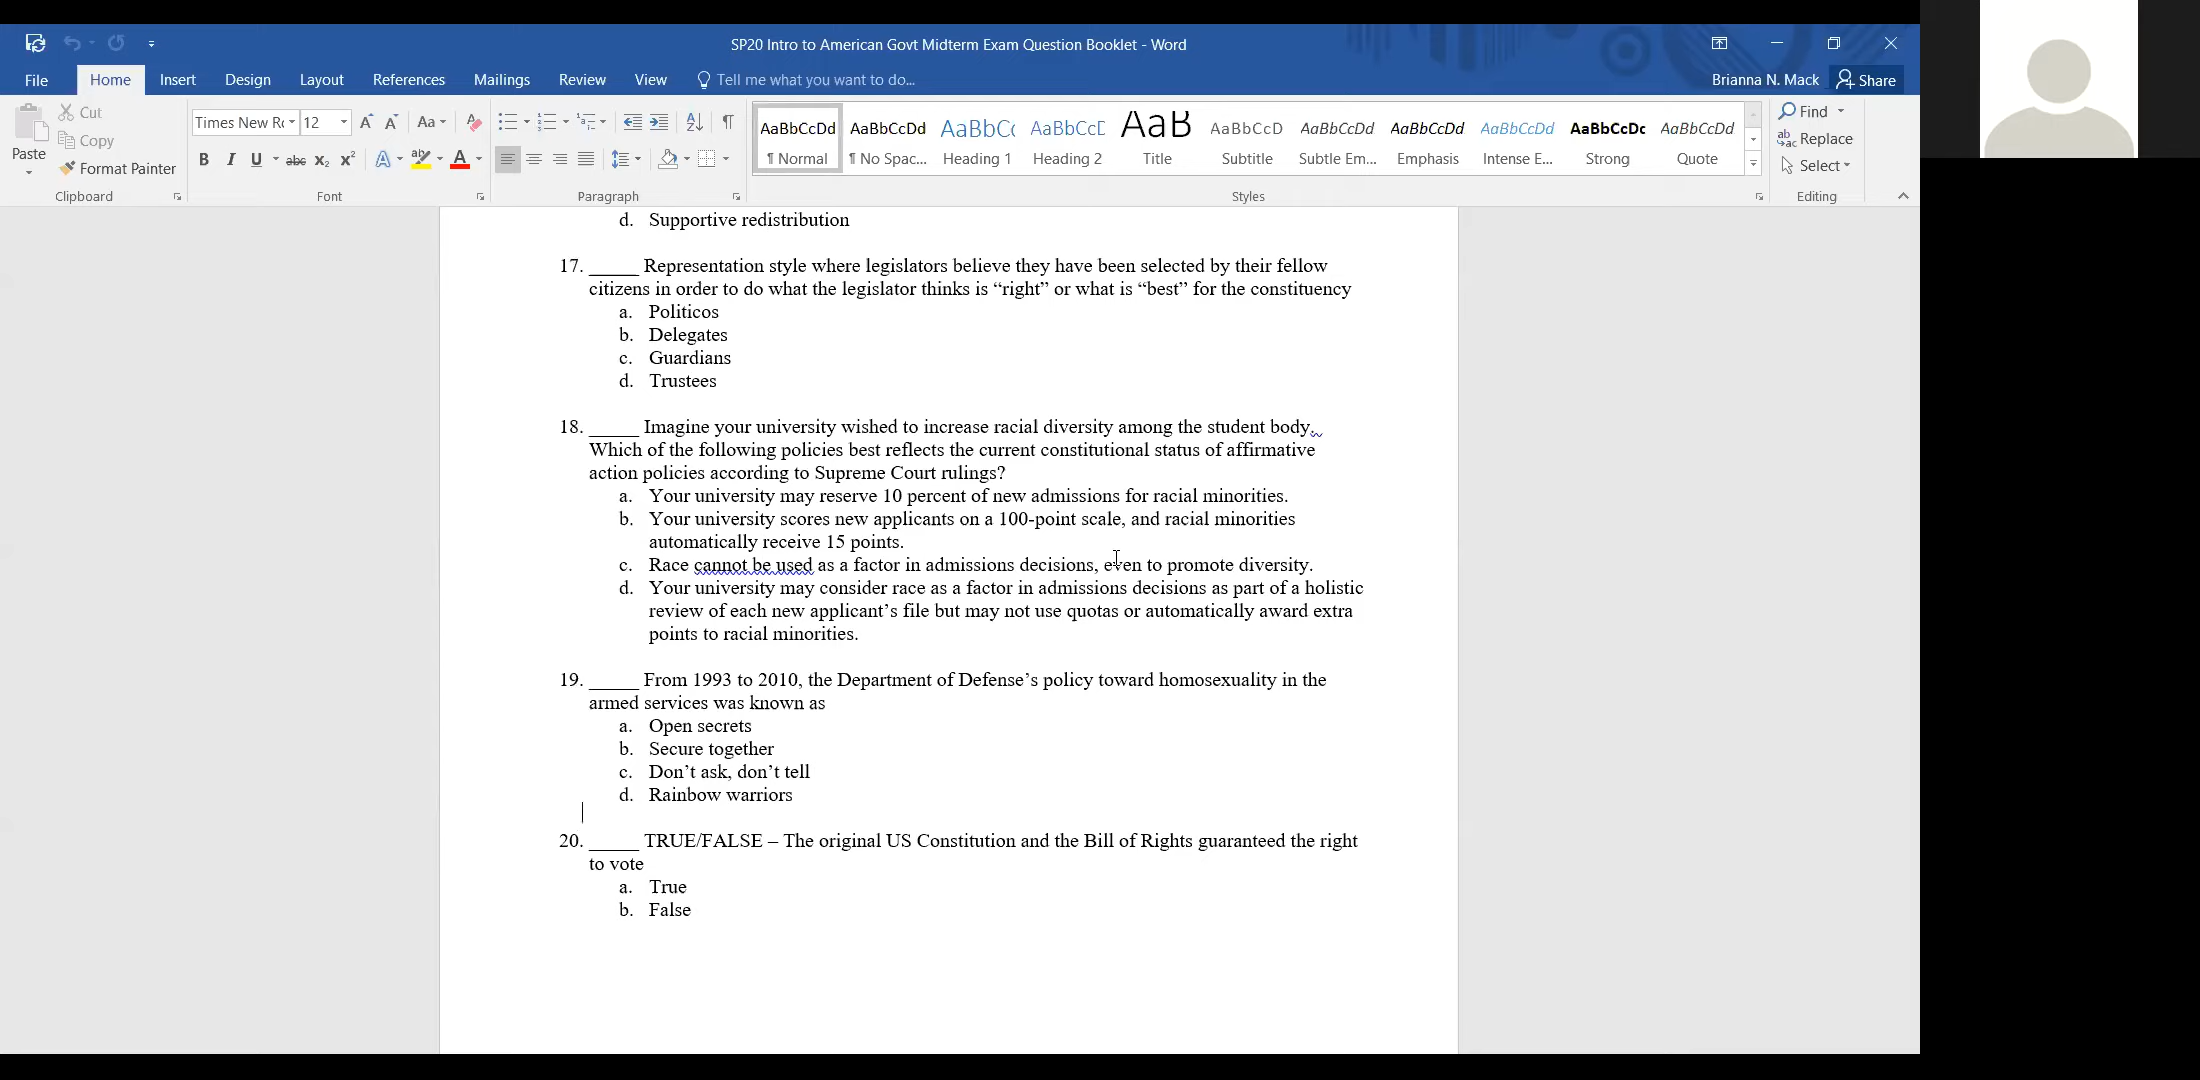 SP20 Intro to American Govt Midterm Exam Question Booklet - Word
File Home Insert Design Layout References Mailings Review View Tell me what you want to do... Brianna N. Mack Share
Paste
Cut
Copy
Format Painter
Clipboard
Times New Ro 12
Font
Paragraph
AaBbCcDd AaBbCcDd AaBbCc AaBbCcD AaB AaBbCcD AaBbCcDd AaBbCcDd AaBbCcDd AaBbCcDc AaBbCcDd
¶ Normal ¶ No Spac... Heading 1 Heading 2 Title Subtitle Subtle Em... Emphasis Intense E... Strong Quote
Styles
Find
Replace
Select
Editing
d. Supportive redistribution
17. _____ Representation style where legislators believe they have been selected by their fellow
citizens in order to do what the legislator thinks is “right” or what is “best” for the constituency
a. Politicos
b. Delegates
c. Guardians
d. Trustees
18. _____ Imagine your university wished to increase racial diversity among the student body.
Which of the following policies best reflects the current constitutional status of affirmative
action policies according to Supreme Court rulings?
a. Your university may reserve 10 percent of new admissions for racial minorities.
b. Your university scores new applicants on a 100-point scale, and racial minorities
automatically receive 15 points.
c. Race cannot be used as a factor in admissions decisions, even to promote diversity.
d. Your university may consider race as a factor in admissions decisions as part of a holistic
review of each new applicant’s file but may not use quotas or automatically award extra
points to racial minorities.
19. _____ From 1993 to 2010, the Department of Defense’s policy toward homosexuality in the
armed services was known as
a. Open secrets
b. Secure together
c. Don’t ask, don’t tell
d. Rainbow warriors
20. _____ TRUE/FALSE – The original US Constitution and the Bill of Rights guaranteed the right
to vote
a. True
b. False